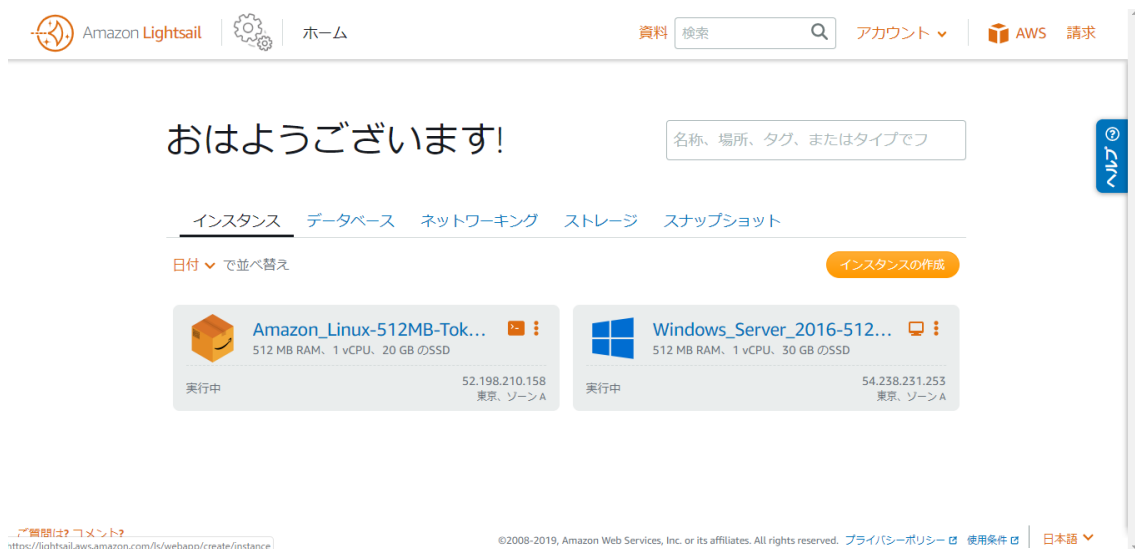 Amazon Lightsail
ホーム
資料
検索
アカウント
AWS
請求
おはようございます!
名称、場所、タグ、またはタイプでフ
ヘルプ
インスタンス
データベース
ネットワーキング
ストレージ
スナップショット
日付 で並べ替え
インスタンスの作成
Amazon_Linux-512MB-Tok...
512 MB RAM、1 vCPU、20 GB のSSD
実行中
52.198.210.158
東京、ゾーン A
Windows_Server_2016-512...
512 MB RAM、1 vCPU、30 GB のSSD
実行中
54.238.231.253
東京、ゾーン A
ご質問は? コメント?
https://lightsail.aws.amazon.com/ls/webapp/create/instance
©2008-2019, Amazon Web Services, Inc. or its affiliates. All rights reserved.
プライバシーポリシー
使用条件
日本語